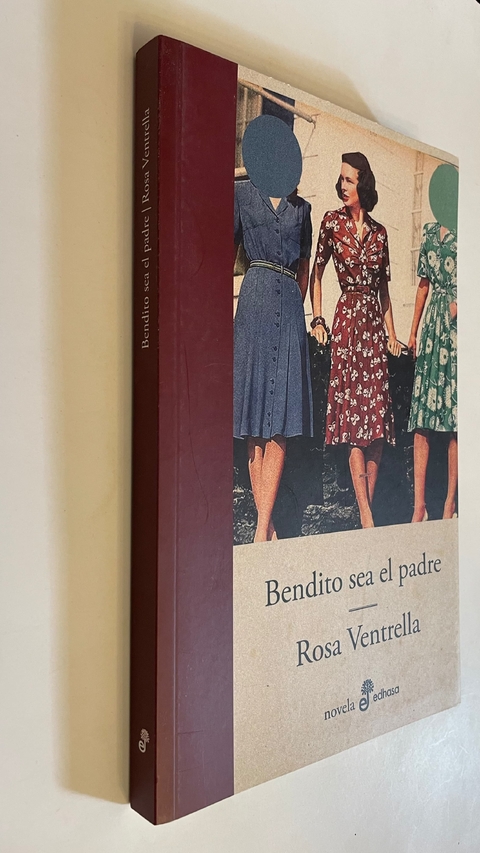 Bendito sea el padre | Rosa Ventrella
Bendito sea el padre
Rosa Ventrella
novela edhasa